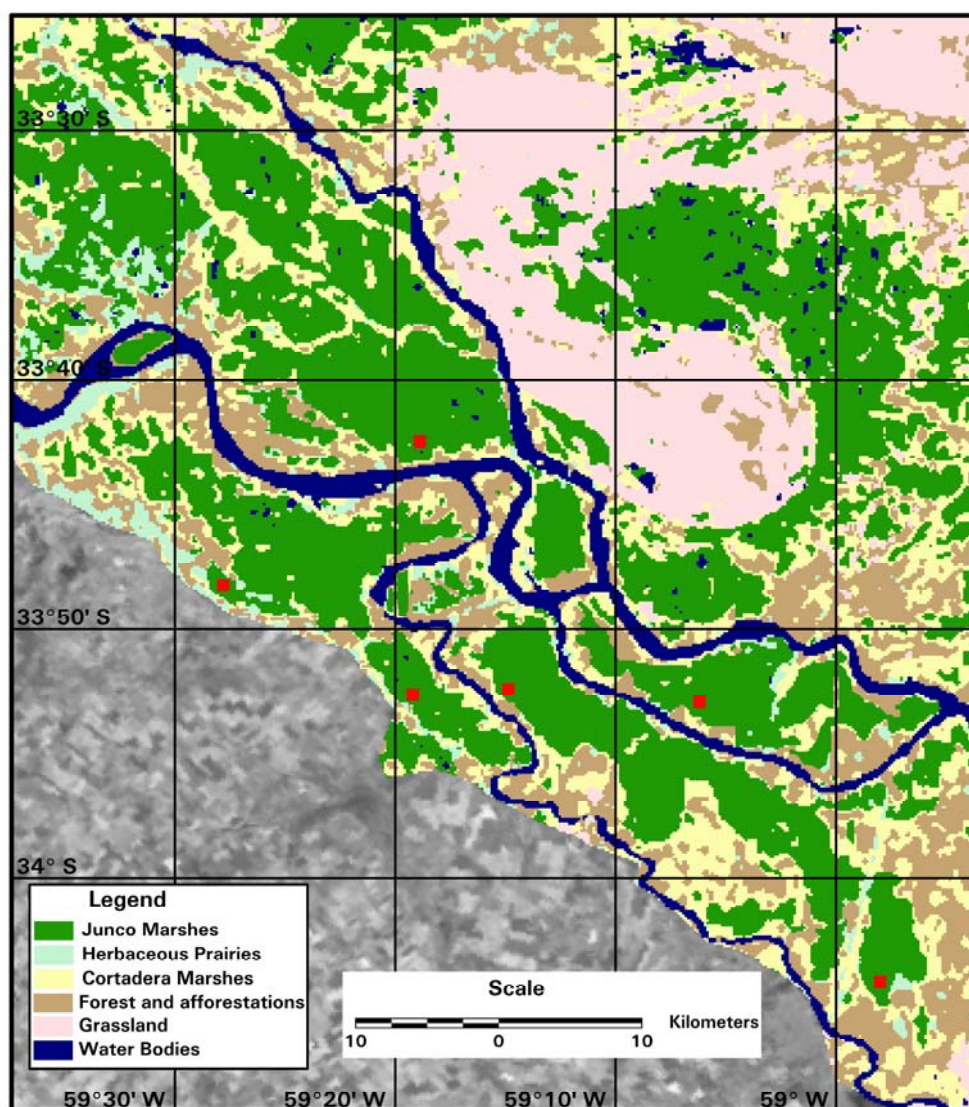 33°30' S
33°40' S
33°50' S
34° S
Legend
Junco Marshes
Herbaceous Prairies
Cortadera Marshes
Forest and afforestations
Grassland
Water Bodies
Scale
10 0 10 Kilometers
59°30' W 59°20' W 59°10' W 59° W